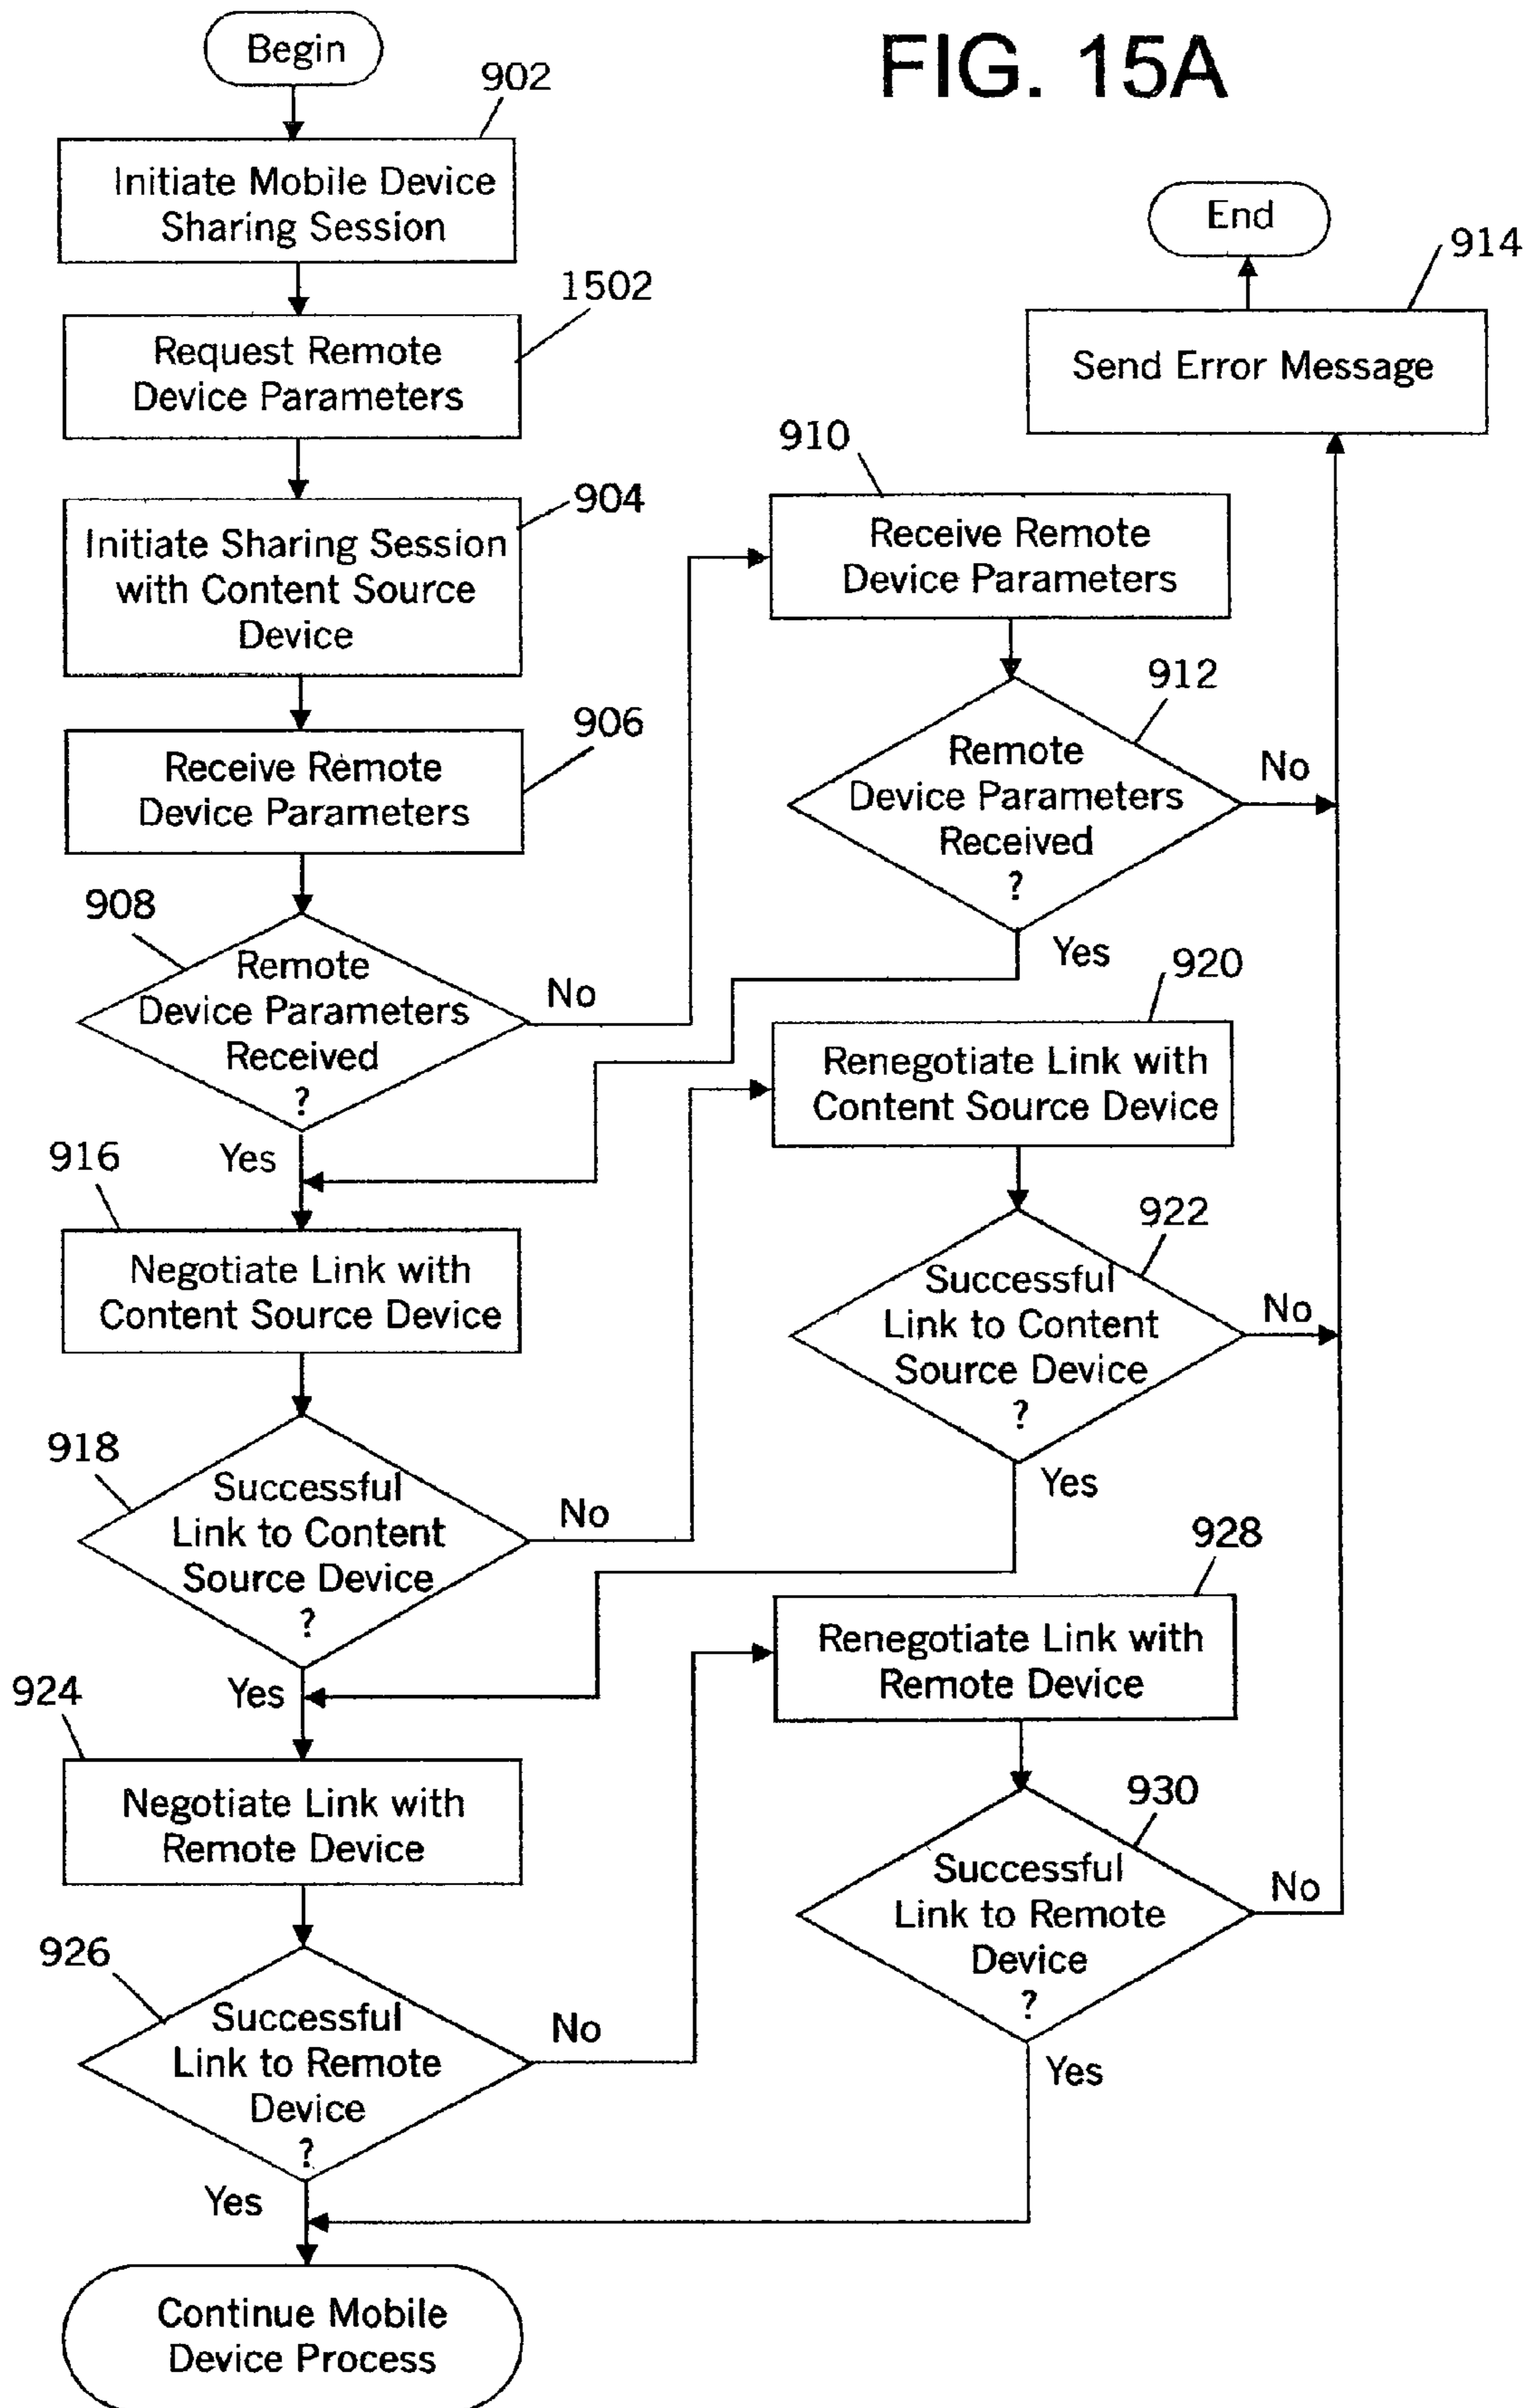 FIG. 15A
Begin
902
Initiate Mobile Device
Sharing Session
1502
Request Remote
Device Parameters
904
Initiate Sharing Session
with Content Source
Device
906
Receive Remote
Device Parameters
908
Remote
Device Parameters
Received
?
No
Yes
910
Receive Remote
Device Parameters
912
Remote
Device Parameters
Received
?
No
Yes
End
914
Send Error Message
916
Negotiate Link with
Content Source Device
918
Successful
Link to Content
Source Device
?
No
Yes
920
Renegotiate Link with
Content Source Device
922
Successful
Link to Content
Source Device
?
No
Yes
924
Negotiate Link with
Remote Device
926
Successful
Link to Remote
Device
?
No
Yes
928
Renegotiate Link with
Remote Device
930
Successful
Link to Remote
Device
?
No
Yes
Continue Mobile
Device Process